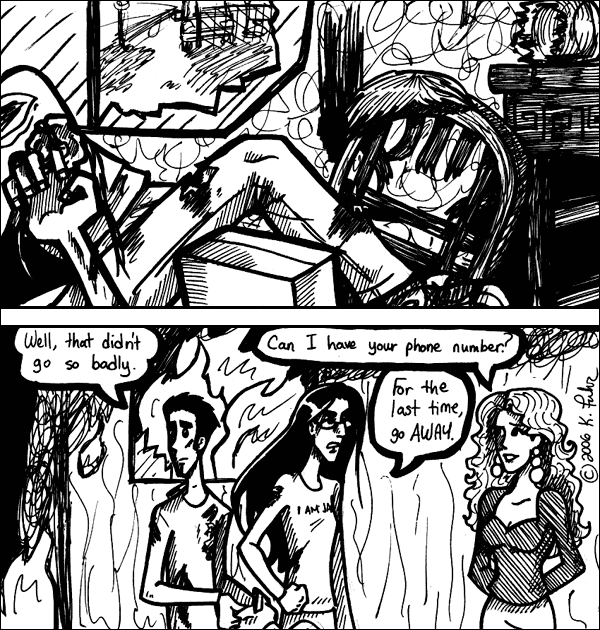 Well, that didn't
go so badly.
Can I have your phone number?
For the
last time,
go AWAY.
I AM
© 2006 K. Fuhr